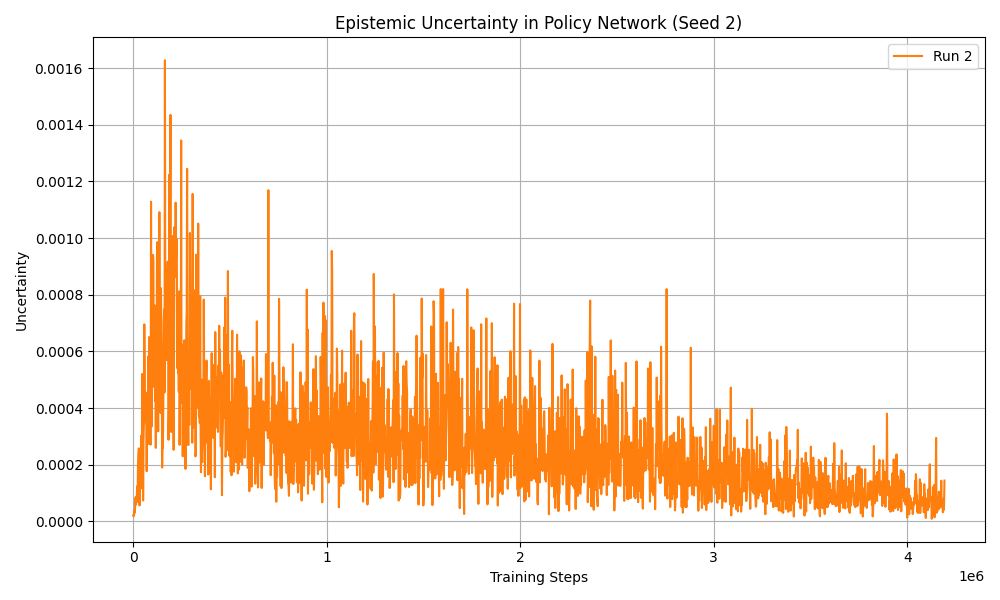 Epistemic Uncertainty in Policy Network (Seed 2)
Run 2
Uncertainty
0.0016
0.0014
0.0012
0.0010
0.0008
0.0006
0.0004
0.0002
0.0000
0 1 2 3 4
1e6
Training Steps